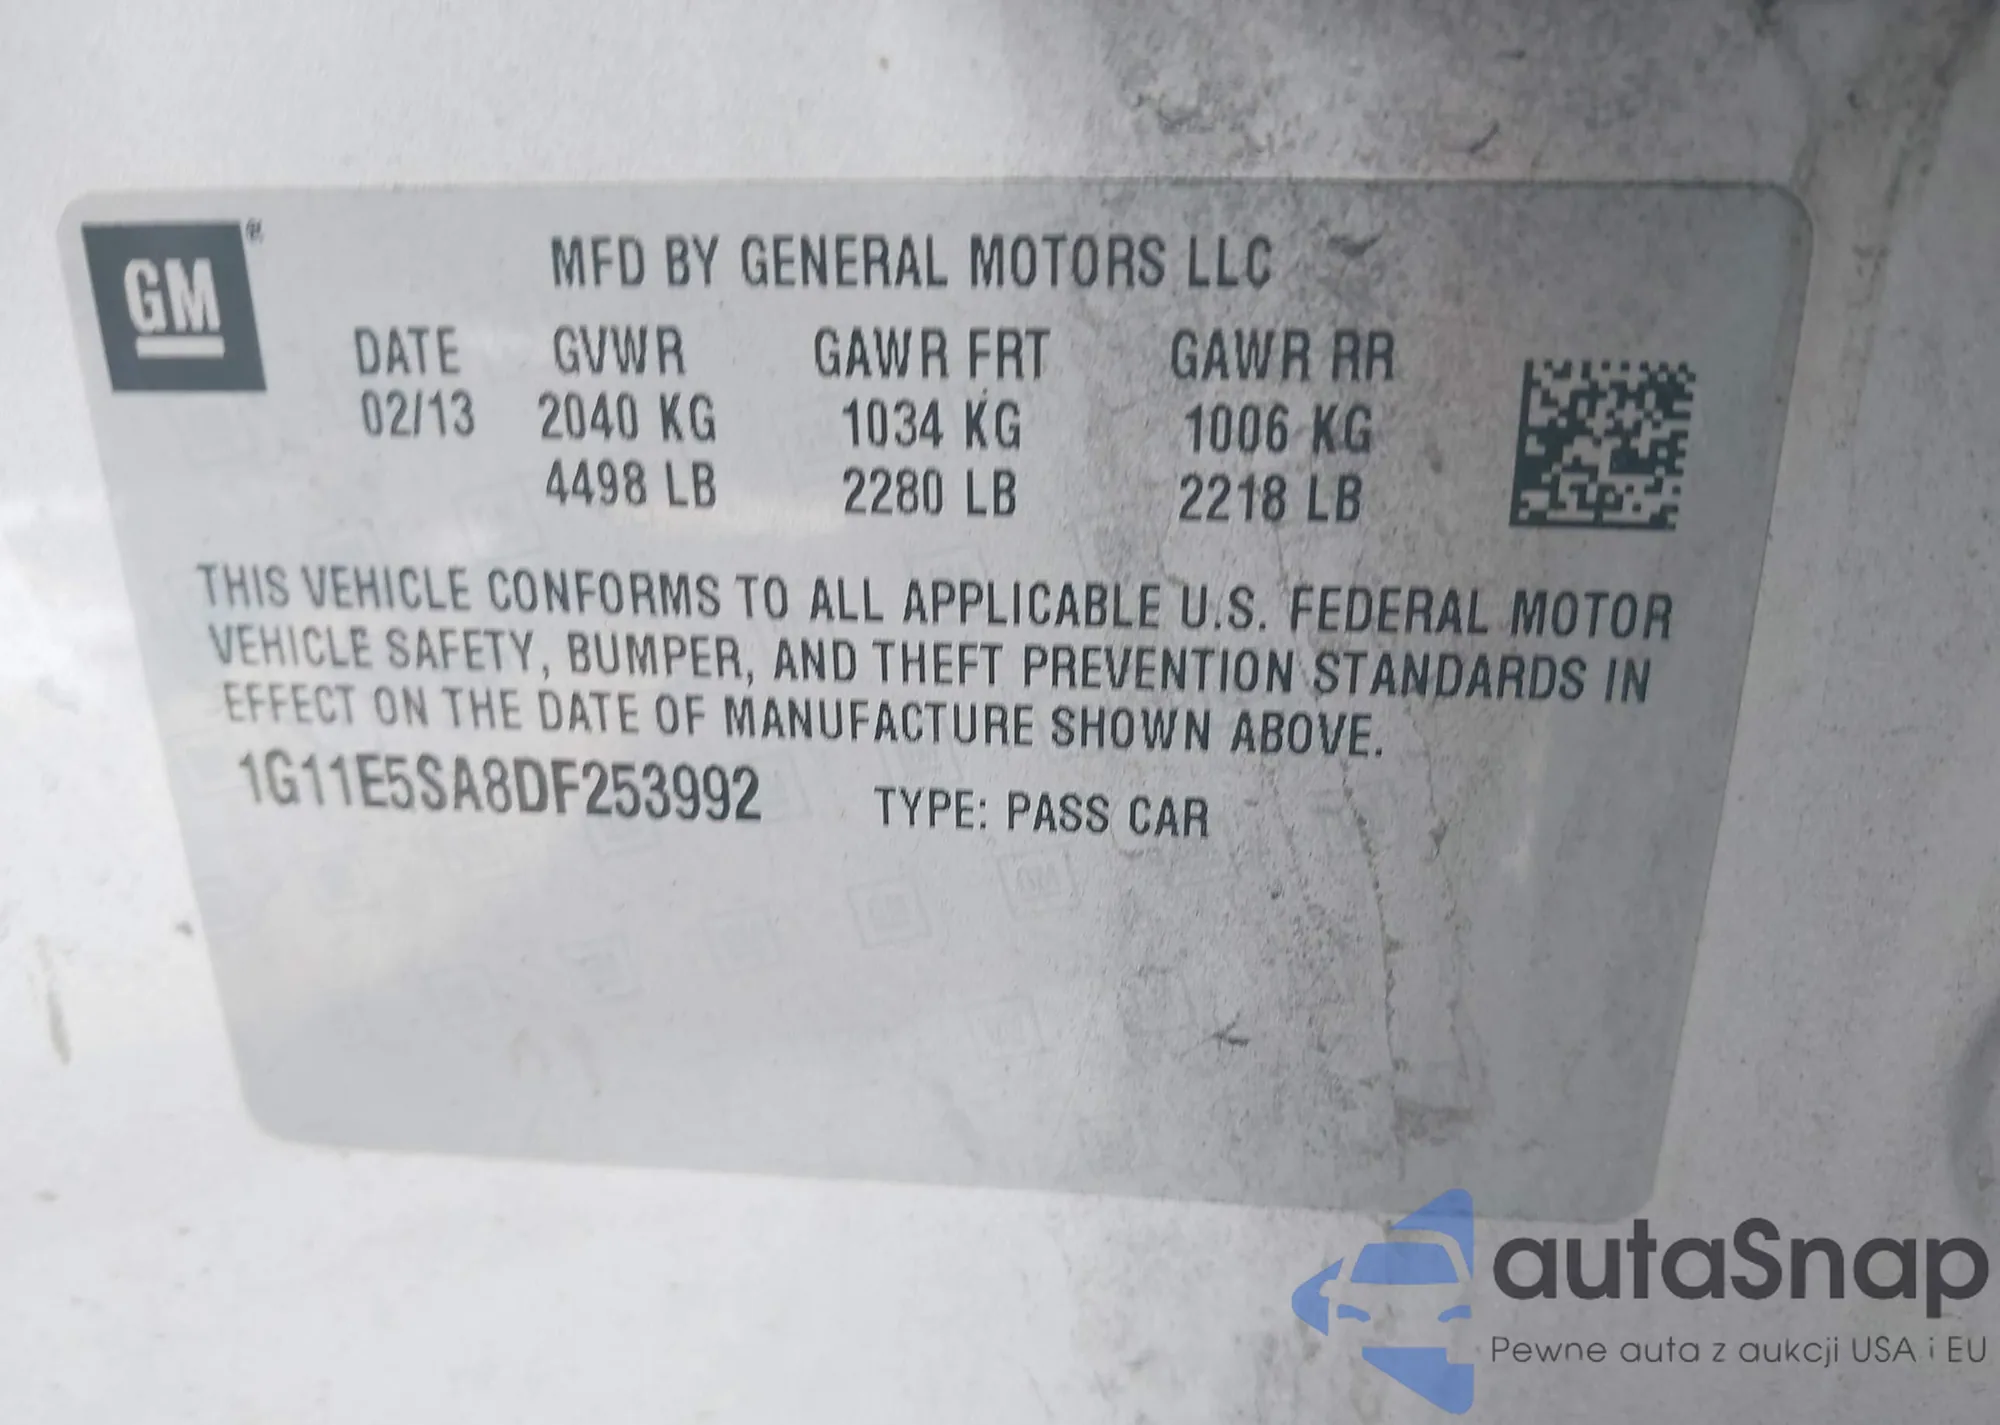 GM®
MFD BY GENERAL MOTORS LLC
DATE GVWR GAWR FRT GAWR RR
02/13 2040 KG 1034 KG 1006 KG
4498 LB 2280 LB 2218 LB
THIS VEHICLE CONFORMS TO ALL APPLICABLE U.S. FEDERAL MOTOR
VEHICLE SAFETY, BUMPER, AND THEFT PREVENTION STANDARDS IN
EFFECT ON THE DATE OF MANUFACTURE SHOWN ABOVE.
1G11E5SA8DF253992 TYPE: PASS CAR
autaSnap
Pewne auta z aukcji USA i EU